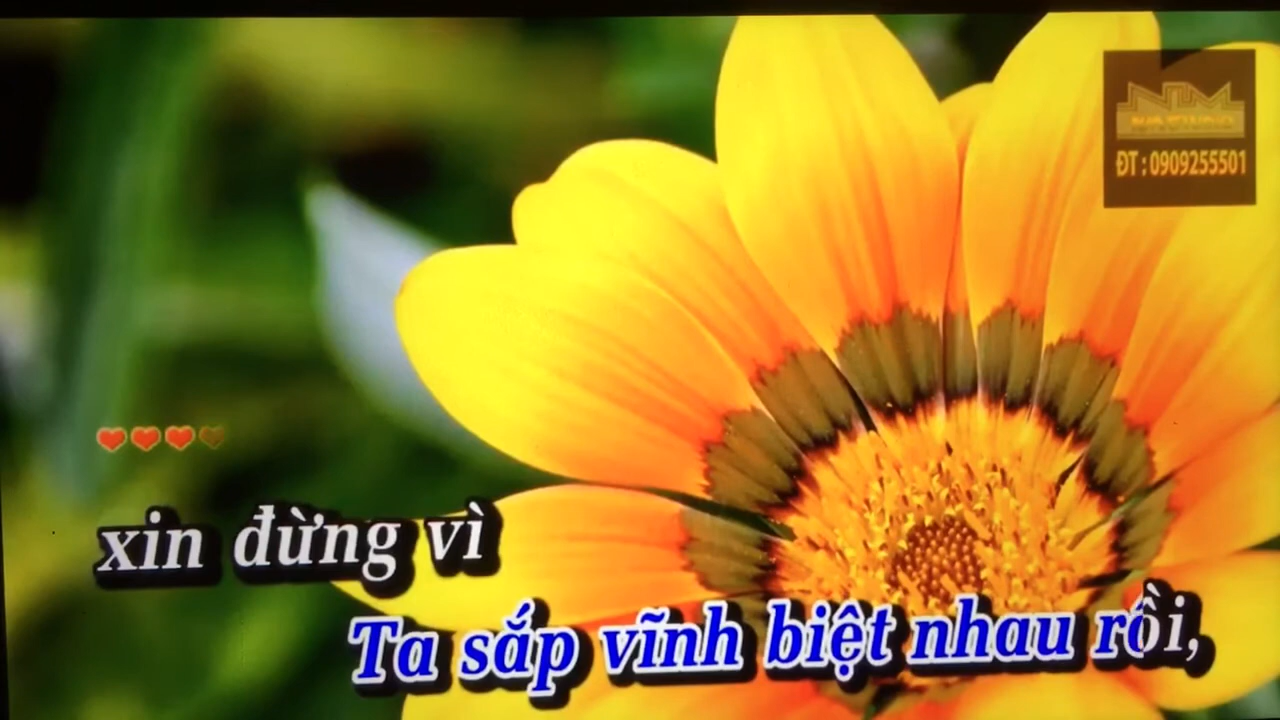 ĐT : 0909255501
xin đừng vì
Ta sắp vĩnh biệt nhau rồi,